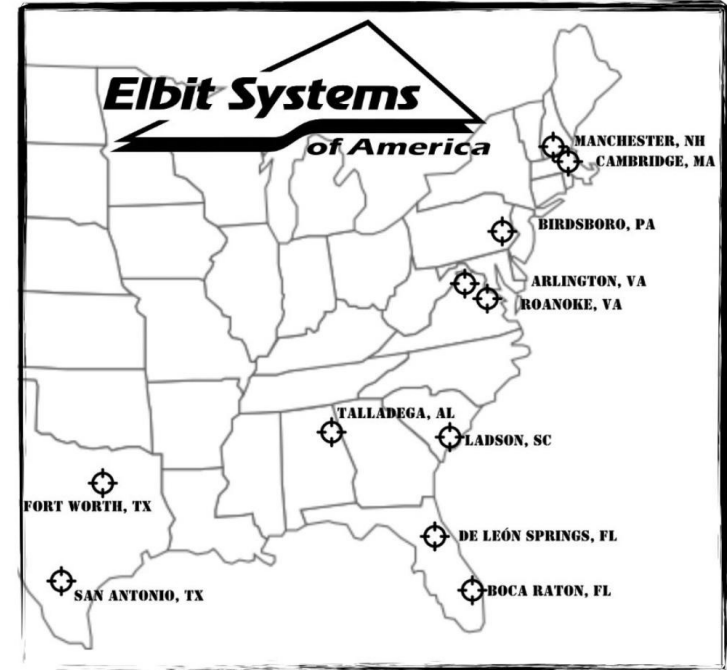 Elbit Systems
of America
MANCHESTER, NH
CAMBRIDGE, MA
BIRDSBORO, PA
ARLINGTON, VA
ROANOKE, VA
TALLADEGA, AL
LADSON, SC
FORT WORTH, TX
DE LEÓN SPRINGS, FL
SAN ANTONIO, TX
BOCA RATON, FL